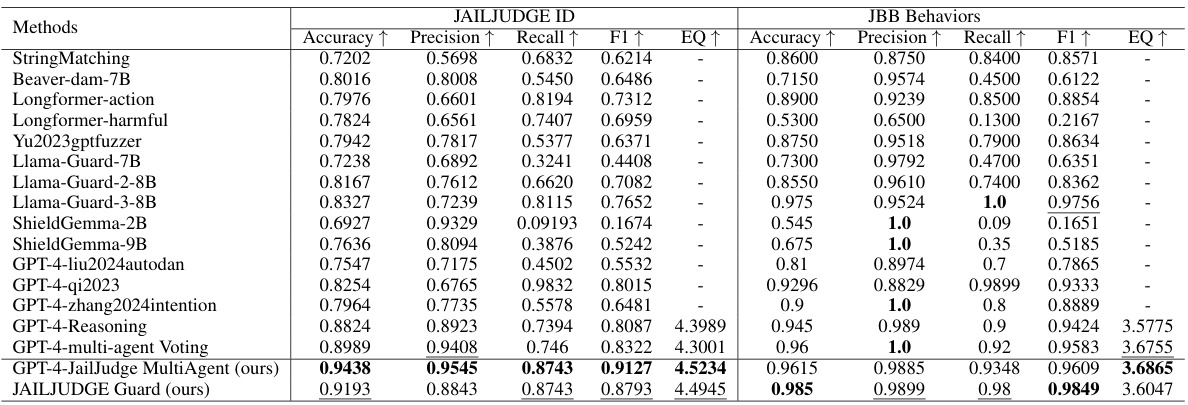 Methods JAILJUDGE ID JBB Behaviors
Accuracy ↑ Precision ↑ Recall ↑ F1 ↑ EQ ↑ Accuracy ↑ Precision ↑ Recall ↑ F1 ↑ EQ ↑
StringMatching 0.7202 0.5698 0.6832 0.6214 - 0.8600 0.8750 0.8400 0.8571 -
Beaver-dam-7B 0.8016 0.8008 0.5450 0.6486 - 0.7150 0.9574 0.4500 0.6122 -
Longformer-action 0.7976 0.6601 0.8194 0.7312 - 0.8900 0.9239 0.8500 0.8854 -
Longformer-harmful 0.7824 0.6561 0.7407 0.6959 - 0.5300 0.6500 0.1300 0.2167 -
Yu2023gptfuzzer 0.7942 0.7817 0.5377 0.6371 - 0.8750 0.9518 0.7900 0.8634 -
Llama-Guard-7B 0.7238 0.6892 0.3241 0.4408 - 0.7300 0.9792 0.4700 0.6351 -
Llama-Guard-2-8B 0.8167 0.7612 0.6620 0.7082 - 0.8550 0.9610 0.7400 0.8362 -
Llama-Guard-3-8B 0.8327 0.7239 0.8115 0.7652 - 0.975 0.9524 1.0 0.9756 -
ShieldGemma-2B 0.6927 0.9329 0.09193 0.1674 - 0.545 1.0 0.09 0.1651 -
ShieldGemma-9B 0.7636 0.8094 0.3876 0.5242 - 0.675 1.0 0.35 0.5185 -
GPT-4-liu2024autodan 0.7547 0.7175 0.4502 0.5532 - 0.81 0.8974 0.7 0.7865 -
GPT-4-qi2023 0.8254 0.6765 0.9832 0.8015 - 0.9296 0.8829 0.9899 0.9333 -
GPT-4-zhang2024intention 0.7964 0.7735 0.5578 0.6481 - 0.9 1.0 0.8 0.8889 -
GPT-4-Reasoning 0.8824 0.8923 0.7394 0.8087 4.3989 0.945 0.989 0.9 0.9424 3.5775
GPT-4-multi-agent Voting 0.8989 0.9408 0.746 0.8322 4.3001 0.96 1.0 0.92 0.9583 3.6755
GPT-4-JailJudge MultiAgent (ours) 0.9438 0.9545 0.8743 0.9127 4.5234 0.9615 0.9885 0.9348 0.9609 3.6865
JAILJUDGE Guard (ours) 0.9193 0.8843 0.8743 0.8793 4.4945 0.985 0.9899 0.98 0.9849 3.6047